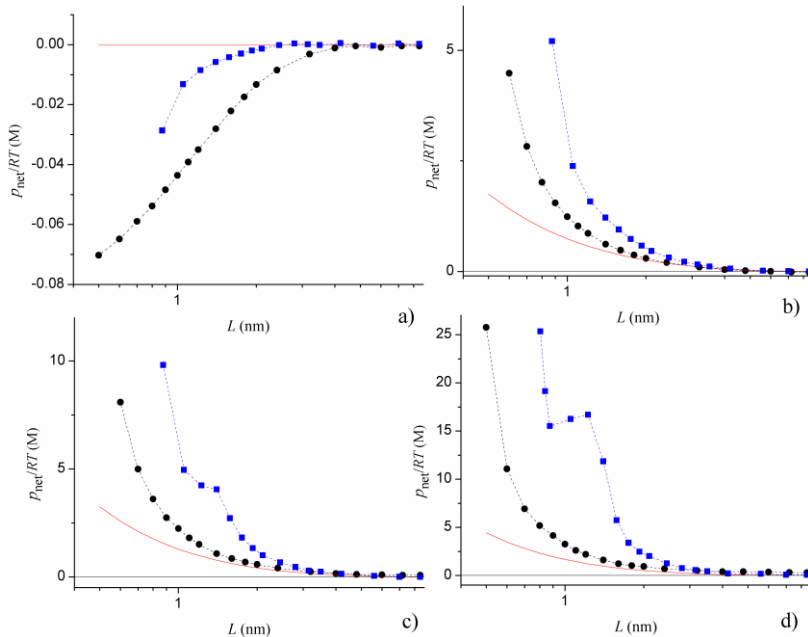 0.00
-0.02
-0.04
-0.06
-0.08
p_net/RT (M)
1
L (nm)
a)
5
0
p_net/RT (M)
1
L (nm)
b)
10
5
0
p_net/RT (M)
1
L (nm)
c)
25
20
15
10
5
0
p_net/RT (M)
1
L (nm)
d)